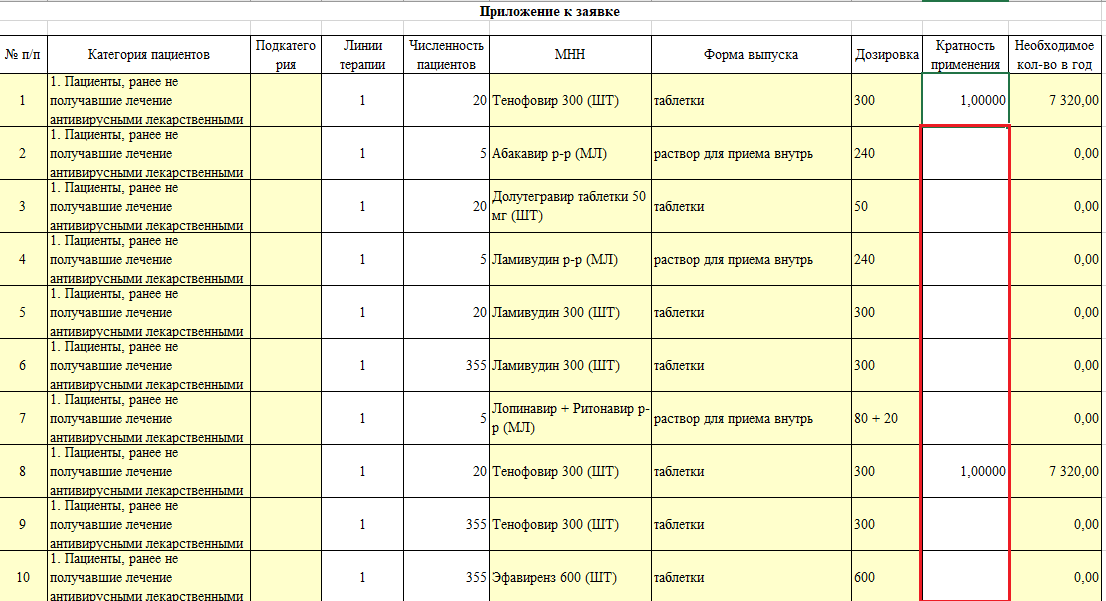 Приложение к заявке
№ п/п Категория пациентов Подкатего Линии Численность МНН Форма выпуска Дозировка Кратность Необходимое
рия терапии пациентов применения кол-во в год
1. Пациенты, ранее не
1 получавшие лечение 1 20 Тенофовир 300 (ШТ) таблетки 300 1,00000 7 320,00
антивирусными лекарственными
1. Пациенты, ранее не
2 получавшие лечение 1 5 Абакавир р-р (МЛ) раствор для приема внутрь 240 0,00
антивирусными лекарственными
1. Пациенты, ранее не
3 получавшие лечение 1 20 Долутегравир таблетки 50 таблетки 50 0,00
антивирусными лекарственными мг (ШТ)
1. Пациенты, ранее не
4 получавшие лечение 1 5 Ламивудин р-р (МЛ) раствор для приема внутрь 240 0,00
антивирусными лекарственными
1. Пациенты, ранее не
5 получавшие лечение 1 20 Ламивудин 300 (ШТ) таблетки 300 0,00
антивирусными лекарственными
1. Пациенты, ранее не
6 получавшие лечение 1 355 Ламивудин 300 (ШТ) таблетки 300 0,00
антивирусными лекарственными
1. Пациенты, ранее не
7 получавшие лечение 1 5 Лопинавир + Ритонавир р- раствор для приема внутрь 80 + 20 0,00
антивирусными лекарственными р (МЛ)
1. Пациенты, ранее не
8 получавшие лечение 1 20 Тенофовир 300 (ШТ) таблетки 300 1,00000 7 320,00
антивирусными лекарственными
1. Пациенты, ранее не
9 получавшие лечение 1 355 Тенофовир 300 (ШТ) таблетки 300 0,00
антивирусными лекарственными
1. Пациенты, ранее не
10 получавшие лечение 1 355 Эфавиренз 600 (ШТ) таблетки 600 0,00
антивирусными лекарственными